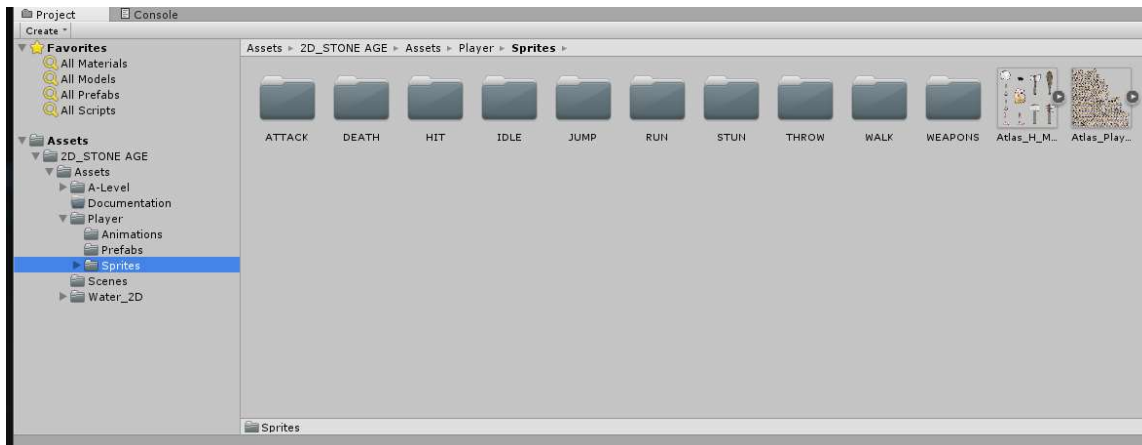 Project Console
Create
Favorites
All Materials
All Models
All Prefabs
All Scripts
Assets
2D_STONE AGE
Assets
A-Level
Documentation
Player
Animations
Prefabs
Sprites
Scenes
Water_2D
Assets 2D_STONE AGE Assets Player Sprites
ATTACK DEATH HIT IDLE JUMP RUN STUN THROW WALK WEAPONS Atlas_H_M... Atlas_Play...
Sprites